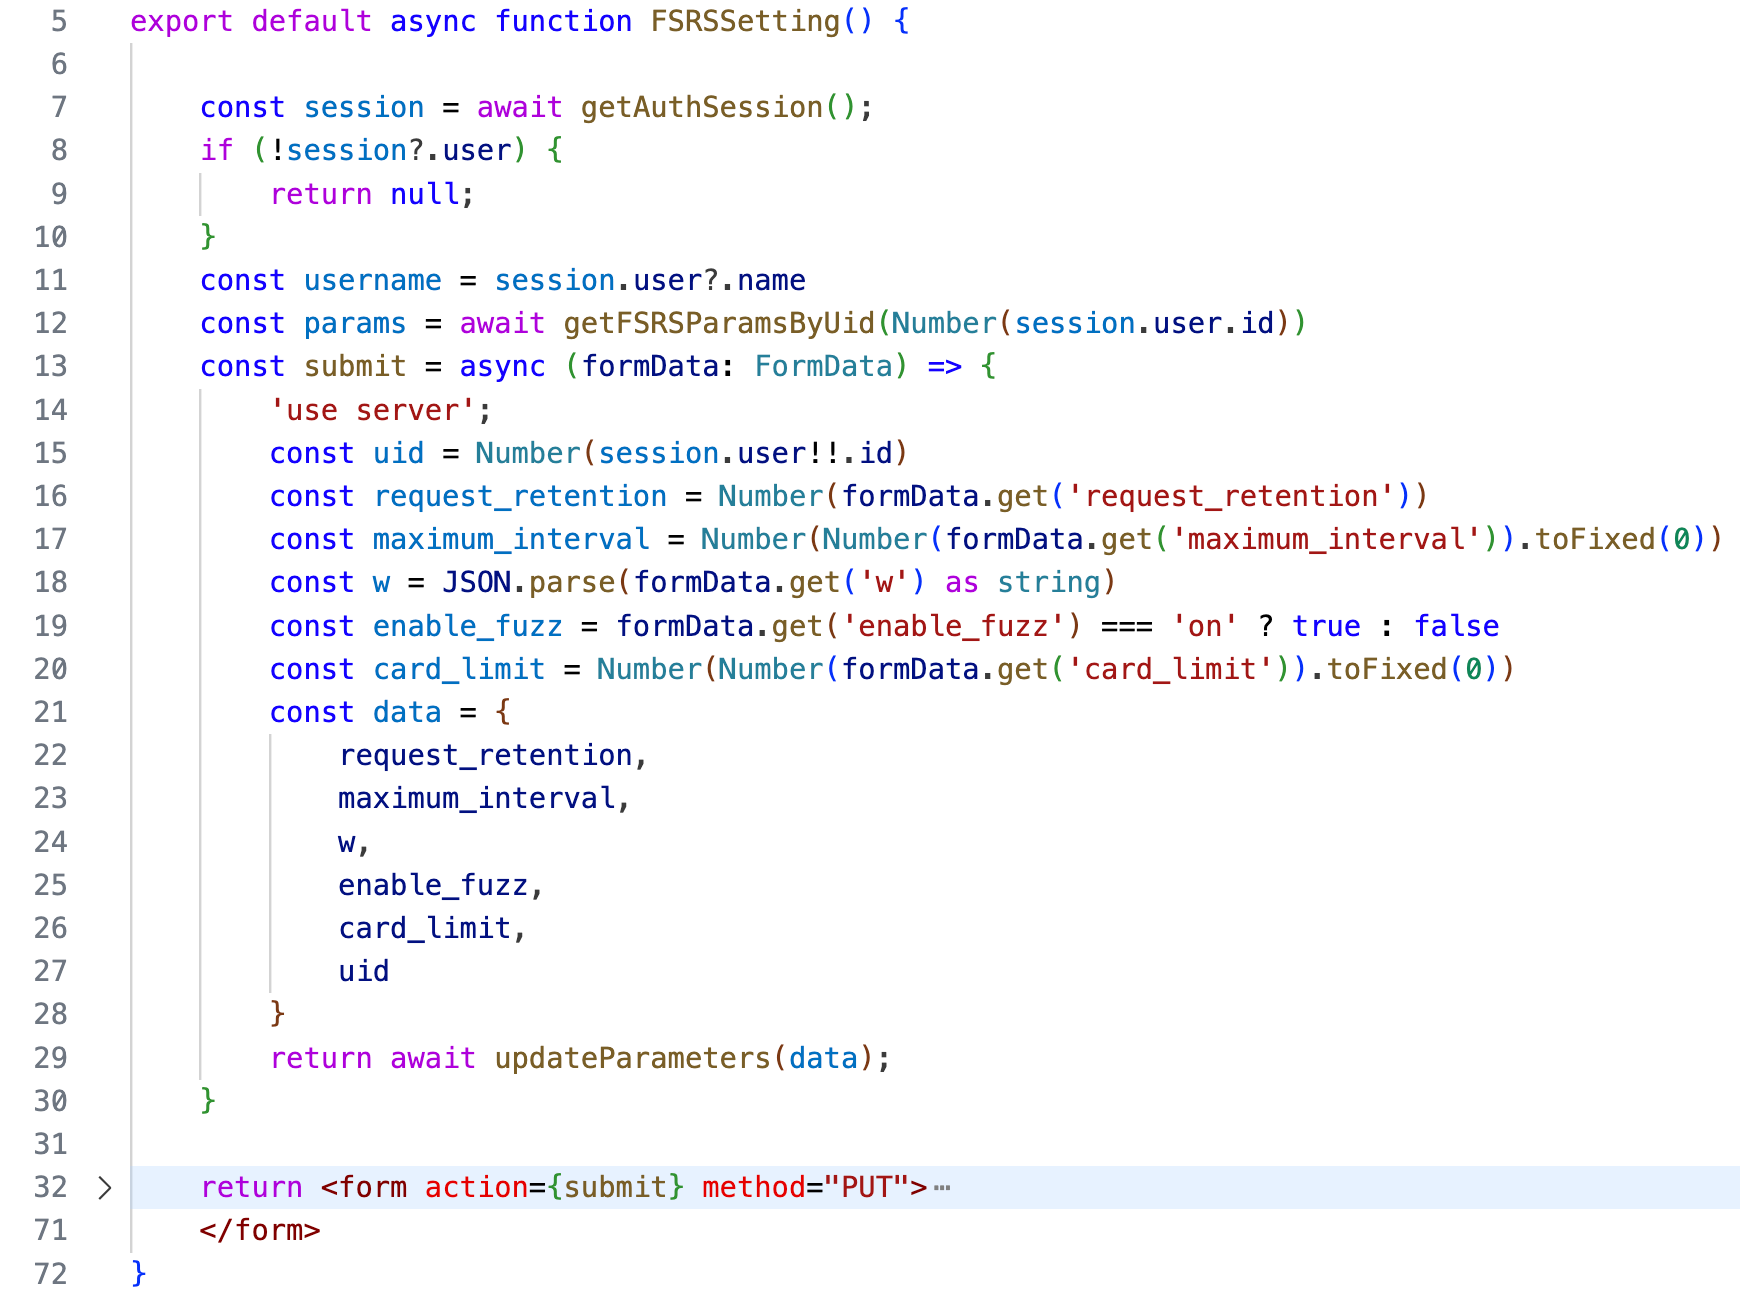 5 export default async function FSRSSetting() {
6
7 const session = await getAuthSession();
8 if (!session?.user) {
9 return null;
10 }
11 const username = session.user?.name
12 const params = await getFSRSParamsByUid(Number(session.user.id))
13 const submit = async (formData: FormData) => {
14 'use server';
15 const uid = Number(session.user!!.id)
16 const request_retention = Number(formData.get('request_retention'))
17 const maximum_interval = Number(Number(formData.get('maximum_interval')).toFixed(0))
18 const w = JSON.parse(formData.get('w') as string)
19 const enable_fuzz = formData.get('enable_fuzz') === 'on' ? true : false
20 const card_limit = Number(Number(formData.get('card_limit')).toFixed(0))
21 const data = {
22 request_retention,
23 maximum_interval,
24 w,
25 enable_fuzz,
26 card_limit,
27 uid
28 }
29 return await updateParameters(data);
30 }
31
32 return <form action={submit} method="PUT">⋯
71 </form>
72 }